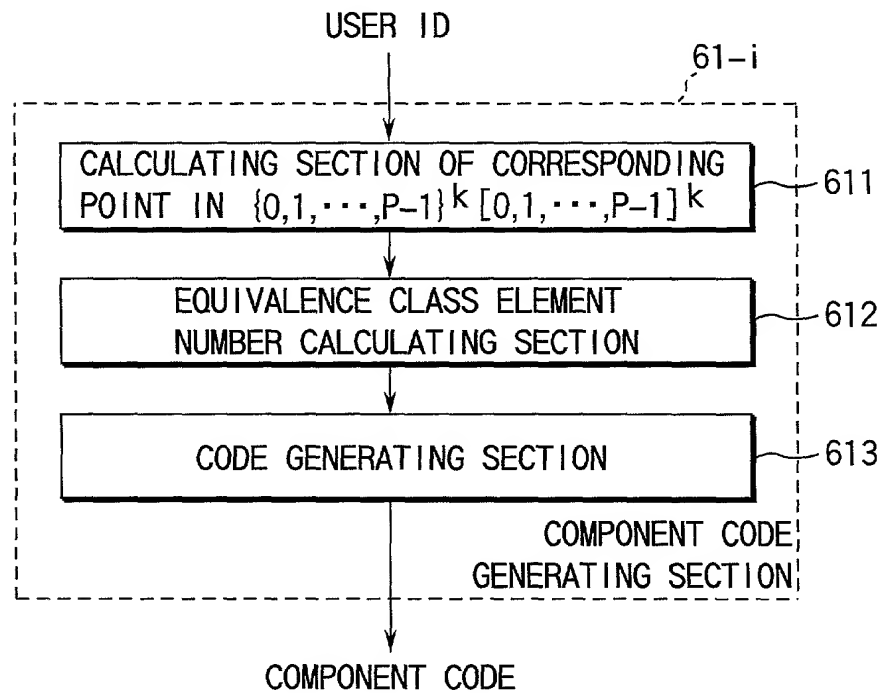 USER ID
61-i
CALCULATING SECTION OF CORRESPONDING
POINT IN {0,1,···,P-1}ᵏ [0,1,···,P-1]ᵏ
611
EQUIVALENCE CLASS ELEMENT
NUMBER CALCULATING SECTION
612
CODE GENERATING SECTION
613
COMPONENT CODE
GENERATING SECTION
COMPONENT CODE